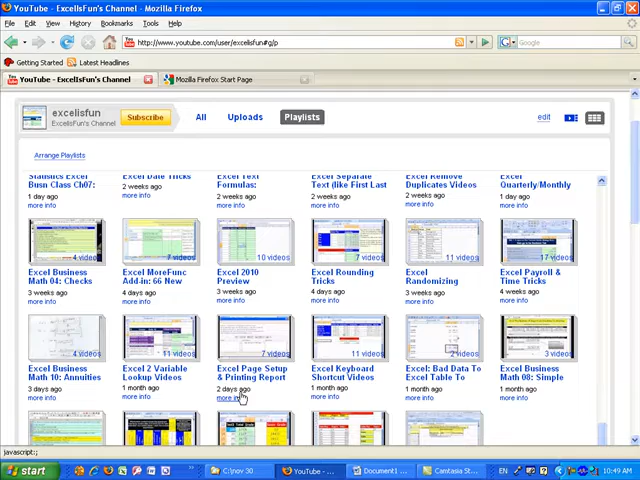 YouTube - ExcelIsFun's Channel - Mozilla Firefox
File Edit View History Bookmarks Tools Help
http://www.youtube.com/user/excelisfun#g/p
Google
Getting Started Latest Headlines
YouTube - ExcelIsFun's Channel Mozilla Firefox Start Page
excelisfun
ExcelIsFun's Channel
Subscribe
All Uploads Playlists
edit
Arrange Playlists
Statistics Excel Excel Date Tricks Excel Text Excel Separate Excel Remove Excel
Busn Class Ch07: Formulas: Text (like First Last Duplicates Videos Quarterly/Monthly
1 day ago 2 weeks ago 2 weeks ago 2 weeks ago 2 weeks ago 2 weeks ago
more info more info more info more info more info more info
4 videos 7 videos 10 videos 7 videos 11 videos 17 videos
Excel Business Excel MoreFunc Excel 2010 Excel Rounding Excel Excel Payroll &
Math 04: Checks Add-in: 66 New Preview Tricks Randomizing Time Tricks
3 weeks ago 4 days ago 3 weeks ago 4 days ago 3 weeks ago
more info more info more info more info more info more info
4 videos 11 videos 7 videos 11 videos 2 videos 9 videos
Excel Business Excel 2 Variable Excel Page Setup Excel Keyboard Excel: Bad Data To Excel Business
Math 10: Annuities Lookup Videos & Printing Report Shortcut Videos Excel Table To Math 08: Simple
3 days ago 1 month ago 2 days ago 1 month ago 1 month ago 1 month ago
more info more info more info more info more info more info
javascript:;
start C:\nov 30 YouTube - ... Document1 ... Camtasia St... EN 10:49 AM